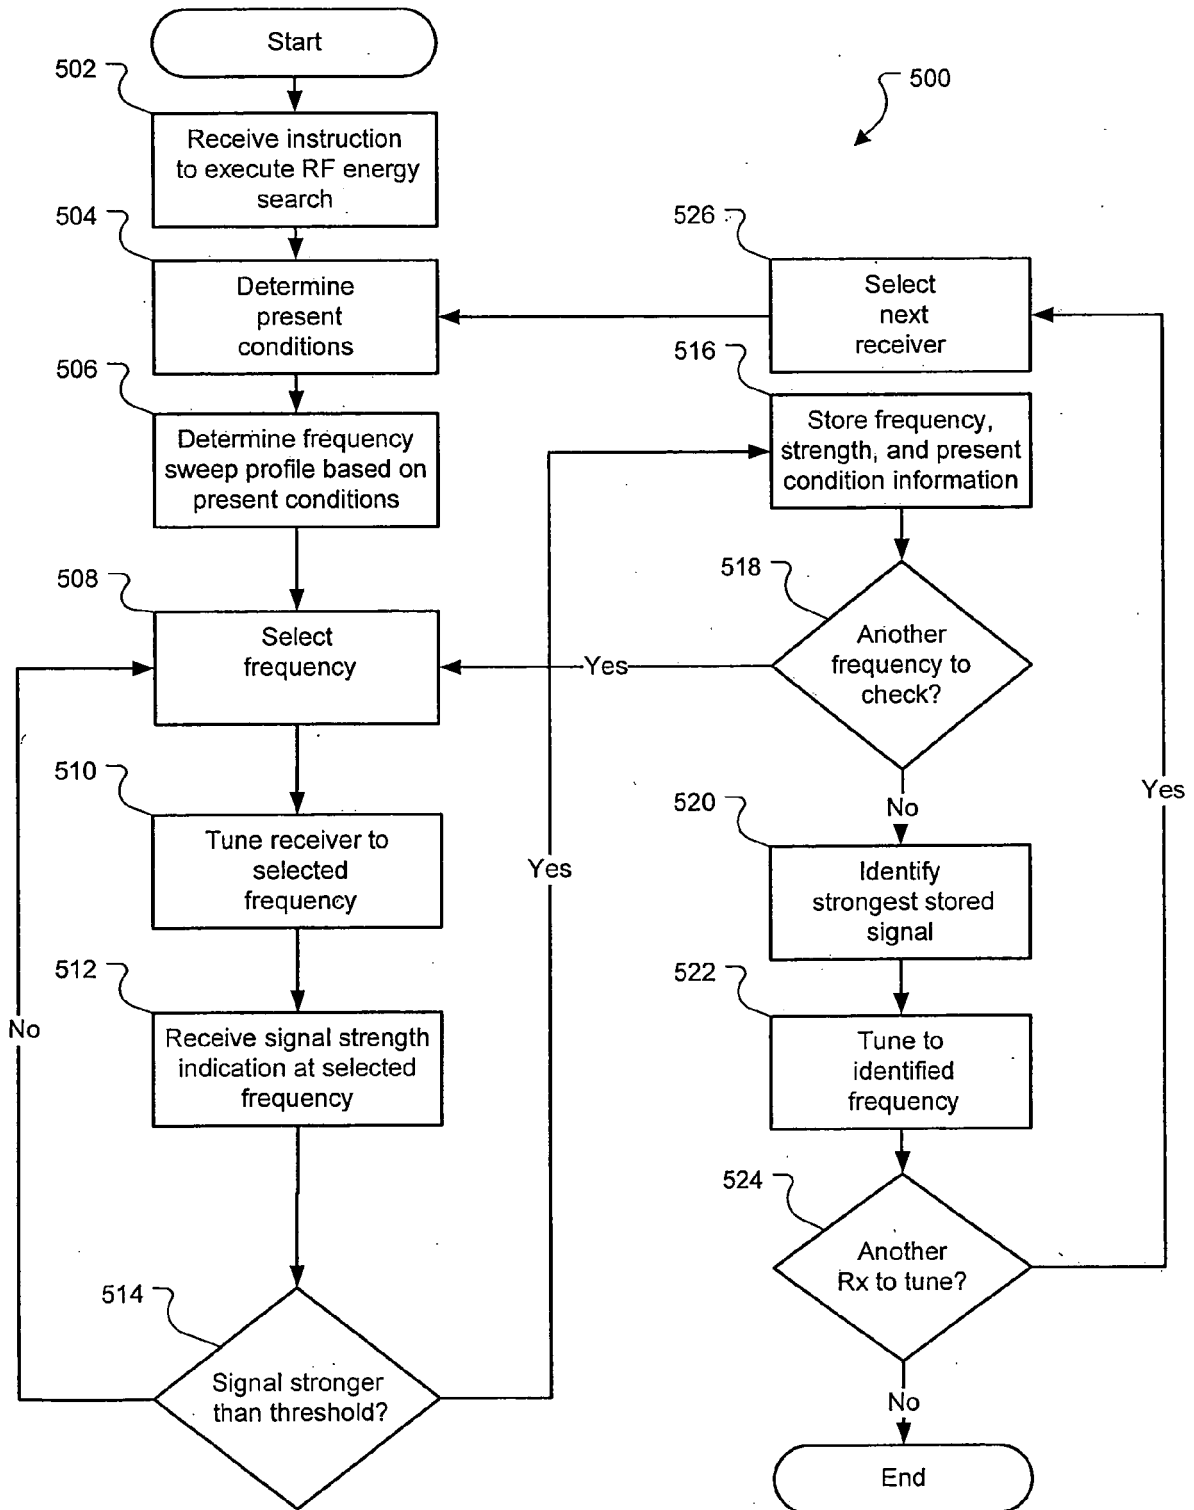 Start
502
500
Receive instruction
to execute RF energy
search
504
Determine
present
conditions
526
Select
next
receiver
506
Determine frequency
sweep profile based on
present conditions
516
Store frequency,
strength, and present
condition information
508
Select
frequency
518
Another
frequency to
check?
Yes
510
Tune receiver to
selected
frequency
Yes
No
520
Identify
strongest stored
signal
Yes
512
Receive signal strength
indication at selected
frequency
No
522
Tune to
identified
frequency
514
Signal stronger
than threshold?
524
Another
Rx to tune?
No
End